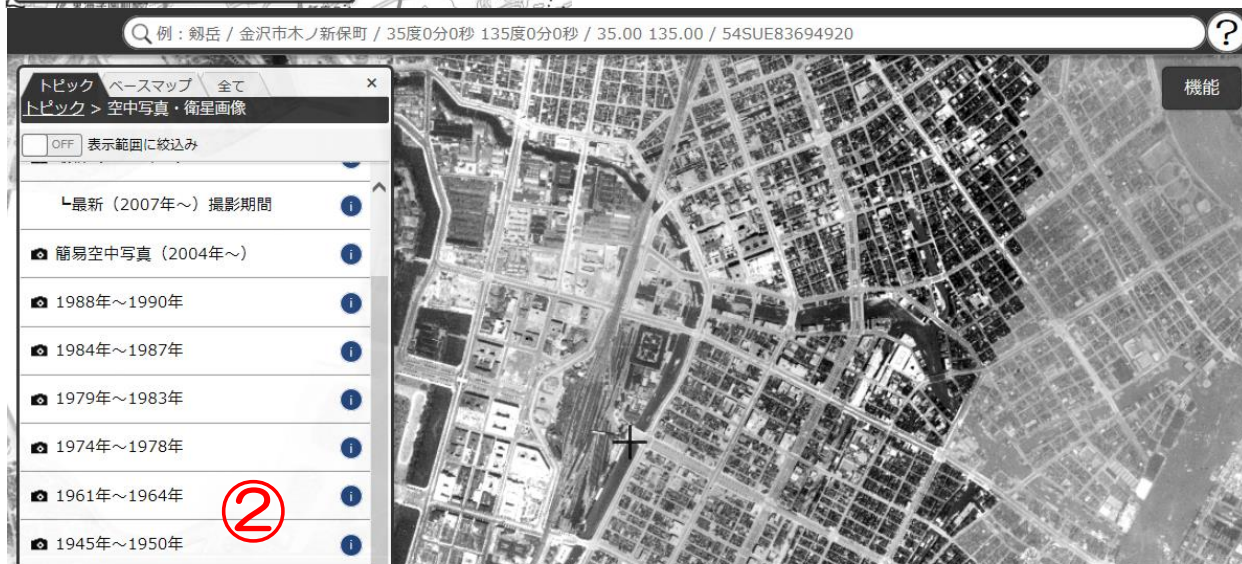 例：剱岳 / 金沢市木ノ新保町 / 35度0分0秒 135度0分0秒 / 35.00 135.00 / 54SUE83694920
?
機能
トピック ベースマップ 全て ×
トピック > 空中写真・衛星画像
OFF 表示範囲に絞込み
┗最新（2007年～）撮影期間
簡易空中写真（2004年～）
1988年～1990年
1984年～1987年
1979年～1983年
1974年～1978年
1961年～1964年
②
1945年～1950年